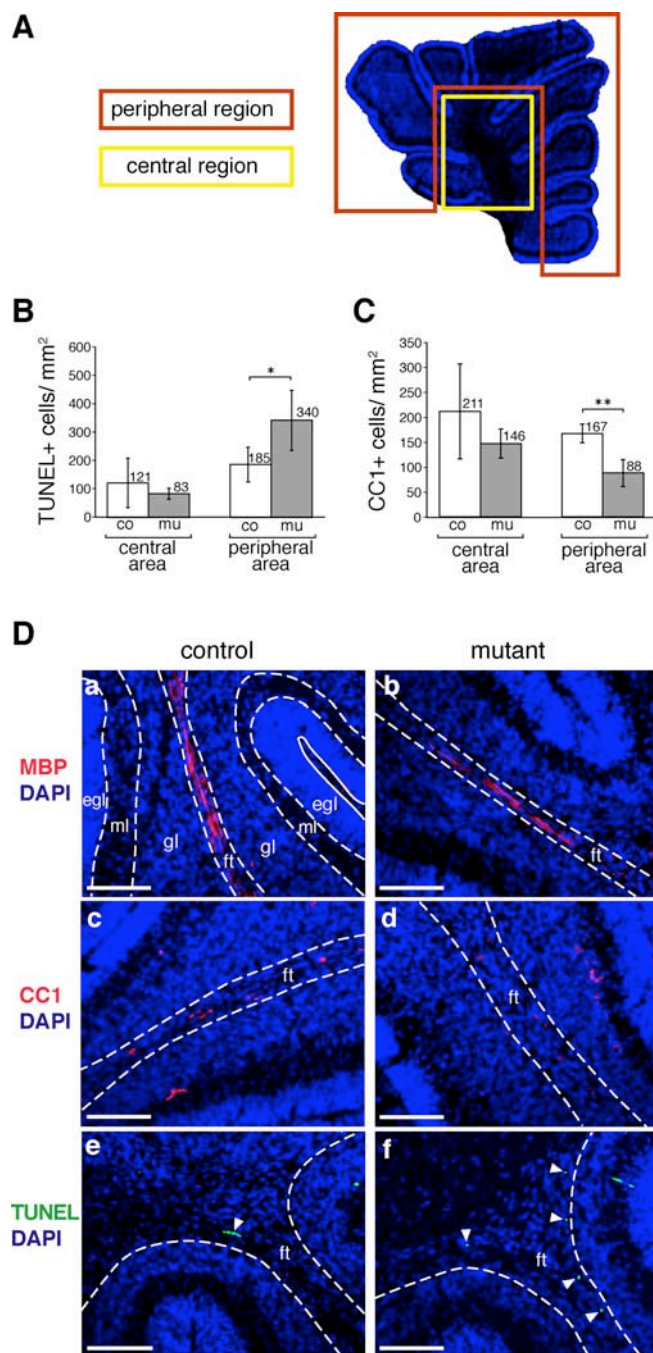 A
peripheral region
central region
B
TUNEL+ cells/ mm²
600
500
400
300
200
100
0
121
83
185
*
340
co
mu
co
mu
central area
peripheral area
C
CC1+ cells/ mm²
350
300
250
200
150
100
50
0
211
146
**
167
88
co
mu
co
mu
central area
peripheral area
D
control
mutant
MBP
DAPI
a
egl
ml
gl
ft
gl
ml
egl
b
ft
CC1
DAPI
c
ft
d
ft
TUNEL
DAPI
e
ft
f
ft